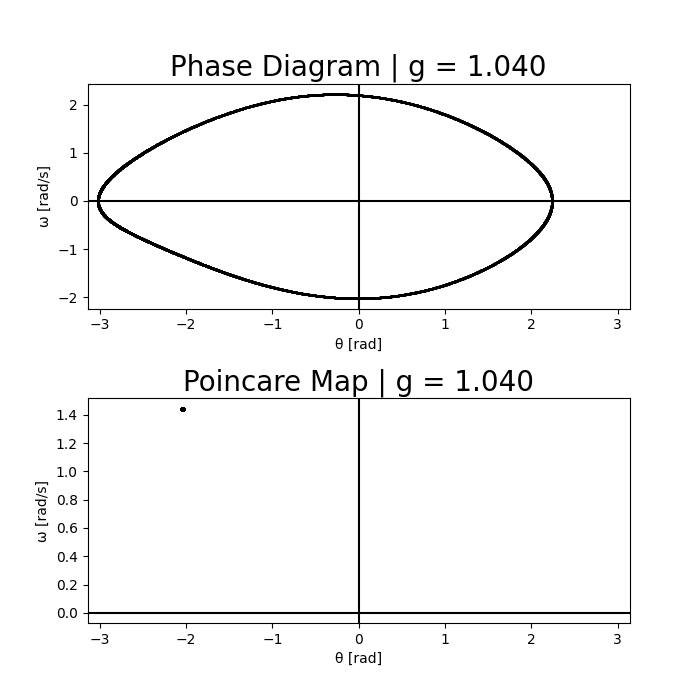 Phase Diagram | g = 1.040
2
1
0
−1
−2
ω [rad/s]
−3 −2 −1 0 1 2 3
θ [rad]
Poincare Map | g = 1.040
1.4
1.2
1.0
0.8
0.6
0.4
0.2
0.0
ω [rad/s]
−3 −2 −1 0 1 2 3
θ [rad]